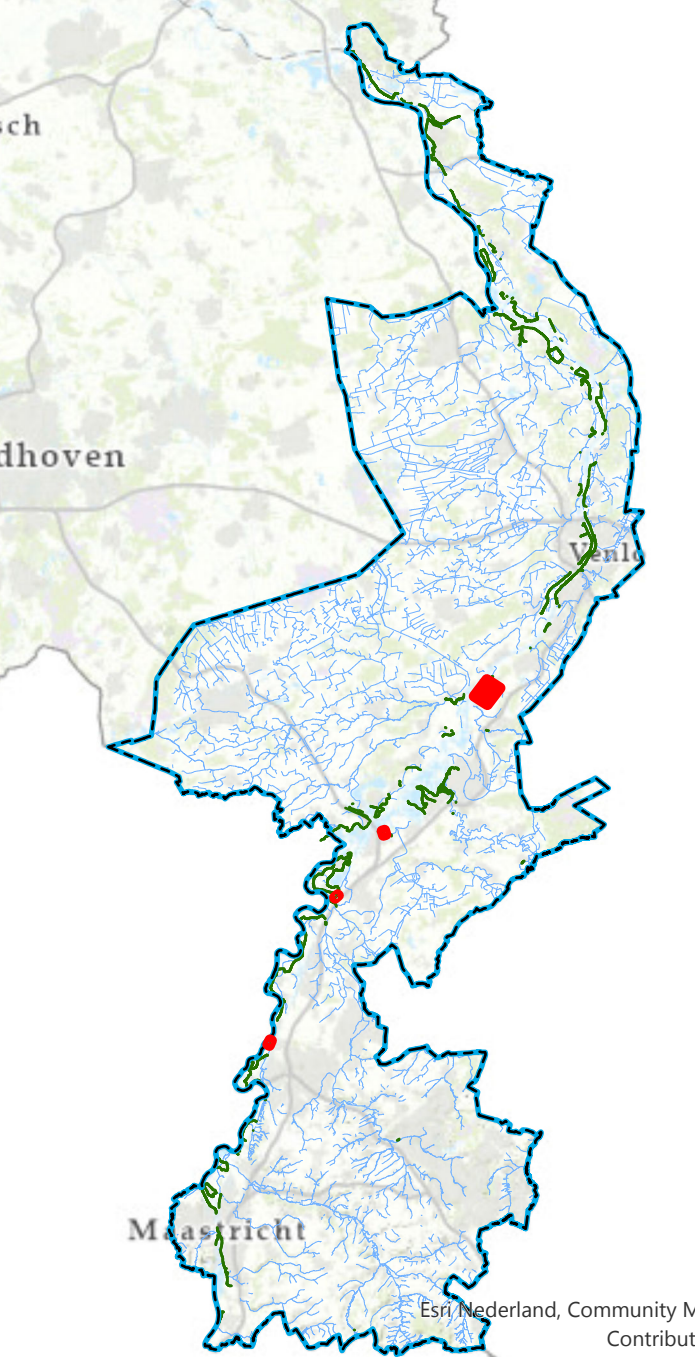 sch
dhoven
Venlo
Maastricht
Esri Nederland, Community M
Contribut